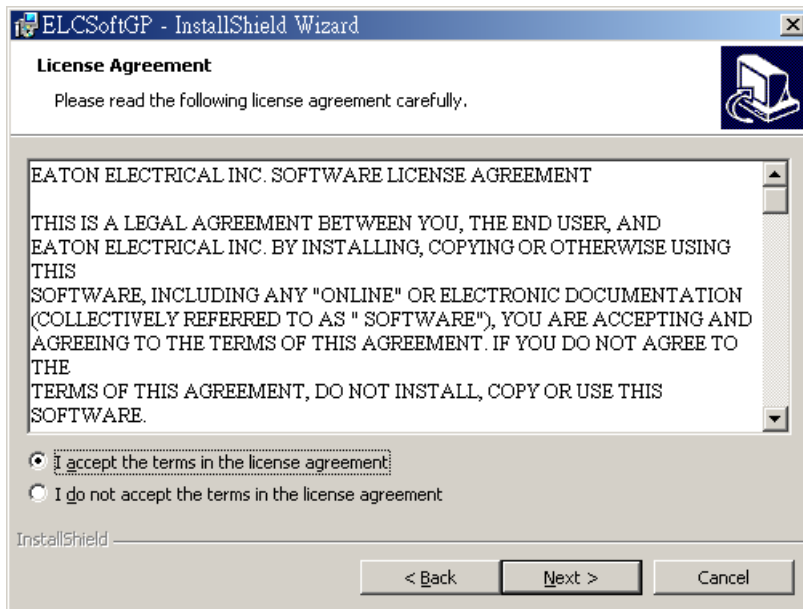 ELCSoftGP - InstallShield Wizard
License Agreement
Please read the following license agreement carefully.
EATON ELECTRICAL INC. SOFTWARE LICENSE AGREEMENT
THIS IS A LEGAL AGREEMENT BETWEEN YOU, THE END USER, AND
EATON ELECTRICAL INC. BY INSTALLING, COPYING OR OTHERWISE USING
THIS
SOFTWARE, INCLUDING ANY "ONLINE" OR ELECTRONIC DOCUMENTATION
(COLLECTIVELY REFERRED TO AS " SOFTWARE"), YOU ARE ACCEPTING AND
AGREEING TO THE TERMS OF THIS AGREEMENT. IF YOU DO NOT AGREE TO
THE
TERMS OF THIS AGREEMENT, DO NOT INSTALL, COPY OR USE THIS
SOFTWARE.
I accept the terms in the license agreement
I do not accept the terms in the license agreement
InstallShield
< Back
Next >
Cancel